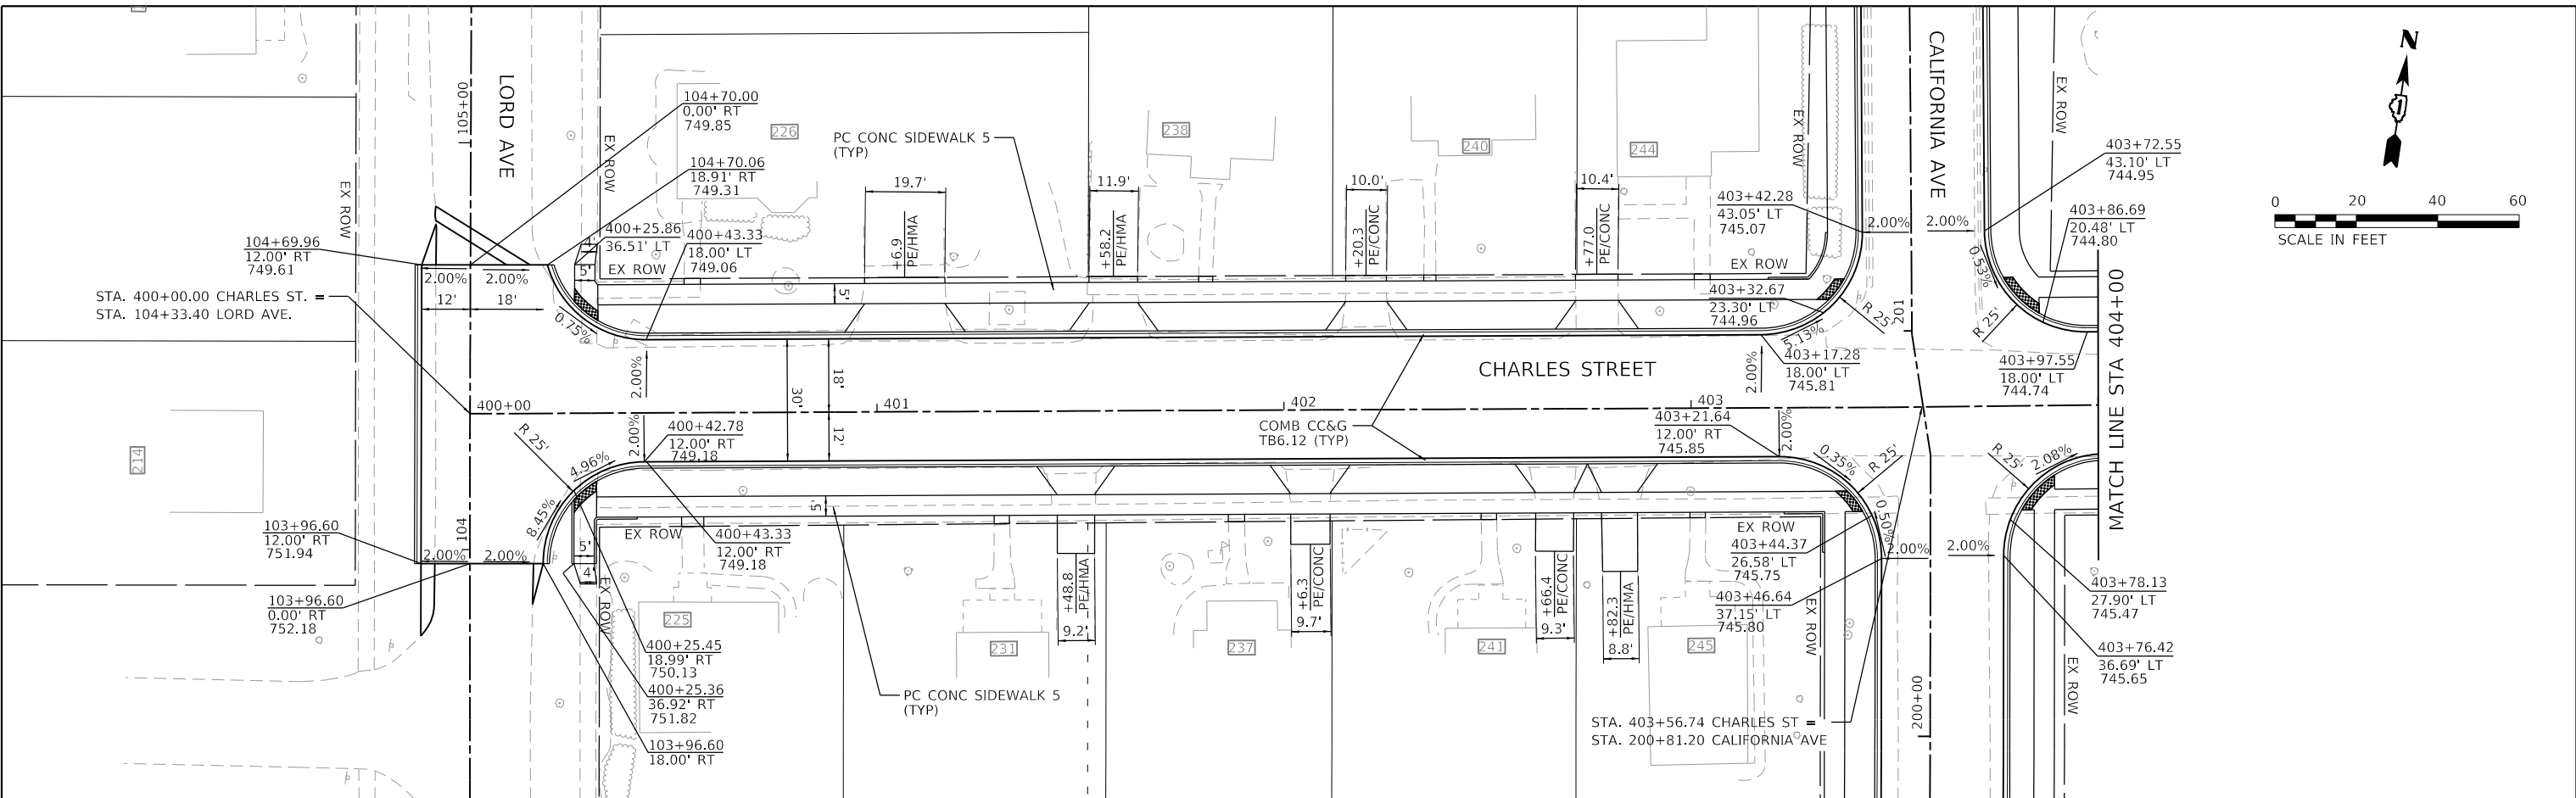 105+00
LORD AVE
EX ROW
EX ROW
104+70.00
0.00' RT
749.85
104+70.06
18.91' RT
749.31
400+25.86
36.51' LT
400+43.33
18.00' LT
749.06
EX ROW
4'
5'
226
PC CONC SIDEWALK 5
(TYP)
19.7'
+6.9
PE/HMA
11.9'
+58.2
PE/HMA
238
10.0'
+20.3
PE/CONC
240
10.4'
+77.0
PE/CONC
244
EX ROW
EX ROW
403+42.28
43.05' LT
745.07
403+32.67
23.30' LT
744.96
CALIFORNIA AVE
2.00%
2.00%
EX ROW
403+72.55
43.10' LT
744.95
403+86.69
20.48' LT
744.80
N
1
0 20 40 60
SCALE IN FEET
104+69.96
12.00' RT
749.61
2.00%
2.00%
12'
18'
STA. 400+00.00 CHARLES ST. =
STA. 104+33.40 LORD AVE.
0.75%
2.00%
5'
30'
18'
12'
CHARLES STREET
2.00%
5.13%
R 25'
201
403+17.28
18.00' LT
745.81
0.53%
R 25'
403+97.55
18.00' LT
744.74
MATCH LINE STA 404+00
400+00
401
402
403
2.00%
400+42.78
12.00' RT
749.18
COMB CC&G
TB6.12 (TYP)
403+21.64
12.00' RT
745.85
2.00%
0.35%
R 25'
R 25'
2.08%
R 25'
4.96%
8.45%
214
103+96.60
12.00' RT
751.94
104
2.00%
2.00%
5'
4'
EX ROW
EX ROW
400+43.33
12.00' RT
749.18
5'
103+96.60
0.00' RT
752.18
225
400+25.45
18.99' RT
750.13
400+25.36
36.92' RT
751.82
103+96.60
18.00' RT
PC CONC SIDEWALK 5
(TYP)
231
+48.8
PE/HMA
9.2'
237
+6.3
PE/CONC
9.7'
241
+66.4
PE/CONC
9.3'
+82.3
PE/HMA
8.8'
245
EX ROW
403+44.37
26.58' LT
745.75
403+46.64
37.15' LT
745.80
EX ROW
0.50%
2.00%
2.00%
403+78.13
27.90' LT
745.47
403+76.42
36.69' LT
745.65
EX ROW
200+00
STA. 403+56.74 CHARLES ST =
STA. 200+81.20 CALIFORNIA AVE